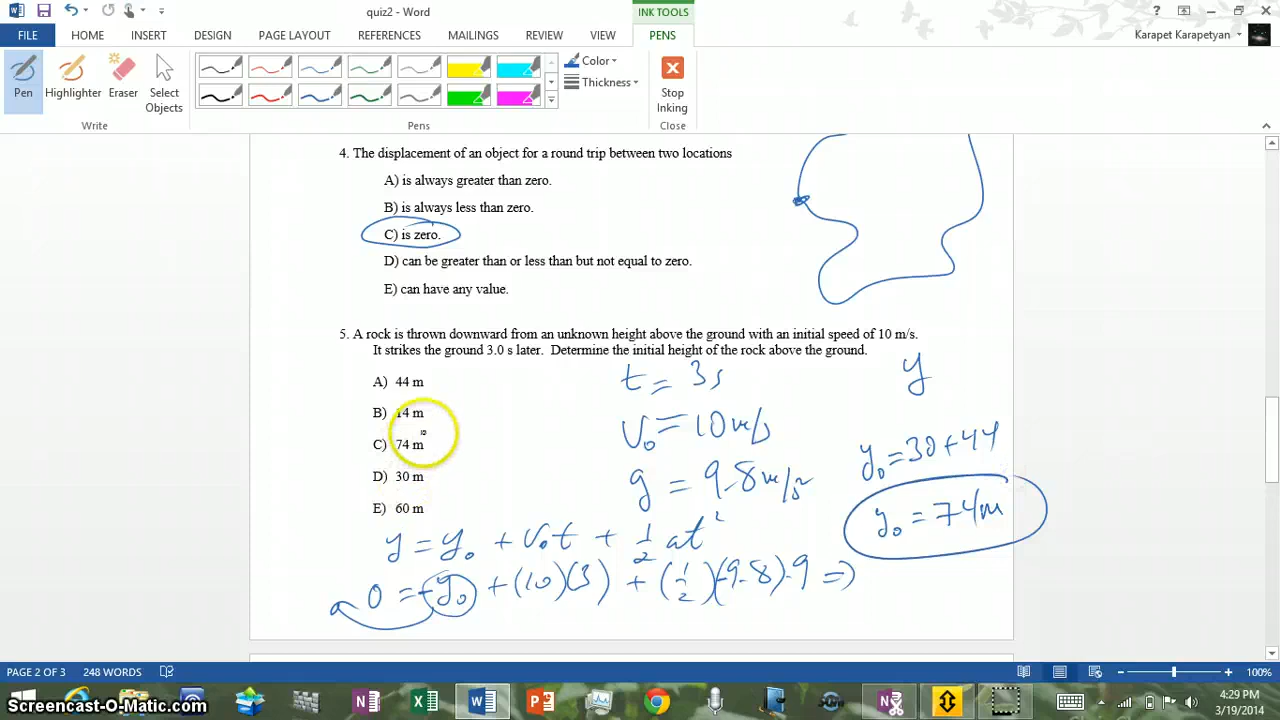 quiz2 - Word
INK TOOLS
FILE HOME INSERT DESIGN PAGE LAYOUT REFERENCES MAILINGS REVIEW VIEW PENS
Karapet Karapetyan
Pen Highlighter Eraser Select Objects
Color
Thickness
Stop Inking
Write Pens Close
4. The displacement of an object for a round trip between two locations
A) is always greater than zero.
B) is always less than zero.
C) is zero.
D) can be greater than or less than but not equal to zero.
E) can have any value.
5. A rock is thrown downward from an unknown height above the ground with an initial speed of 10 m/s.
It strikes the ground 3.0 s later. Determine the initial height of the rock above the ground.
A) 44 m
B) 14 m
C) 74 m
D) 30 m
E) 60 m
t = 3s
y
v₀ = 10 m/s
y₀ = 30 + 44
g = 9.8 m/s²
y₀ = 74m
y = y₀ + v₀t + 1/2 at²
0 = -y₀ + (10)(3) + (1/2)(-9.8)·9 =>
PAGE 2 OF 3 248 WORDS
100%
4:29 PM
3/19/2014
Screencast-O-Matic.com